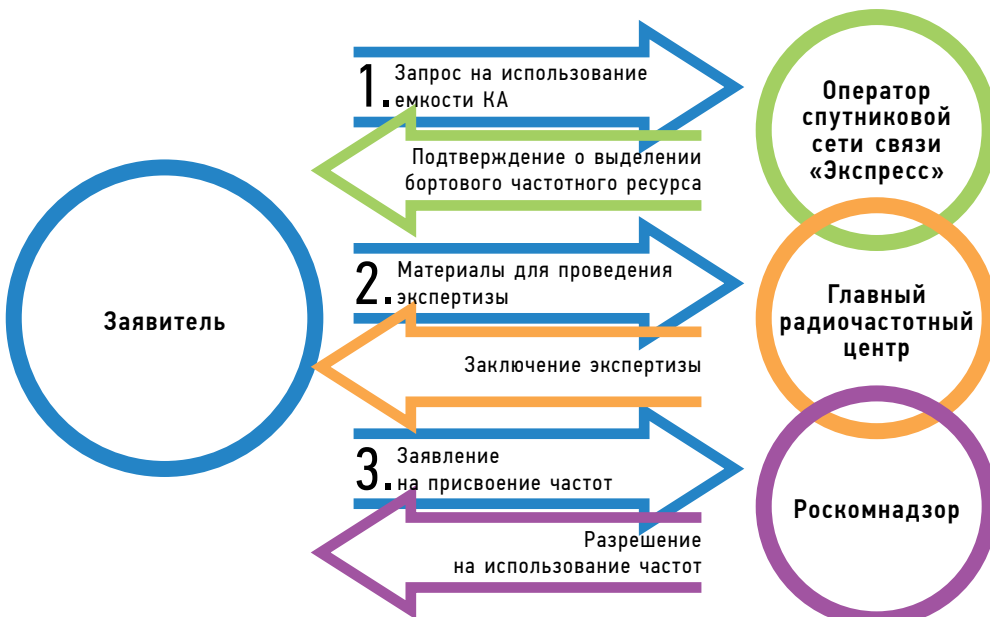 Заявитель
1. Запрос на использование
емкости КА
Подтверждение о выделении
бортового частотного ресурса
Оператор
спутниковой
сети связи
«Экспресс»
2. Материалы для проведения
экспертизы
Заключение экспертизы
Главный
радиочастотный
центр
3. Заявление
на присвоение частот
Разрешение
на использование частот
Роскомнадзор